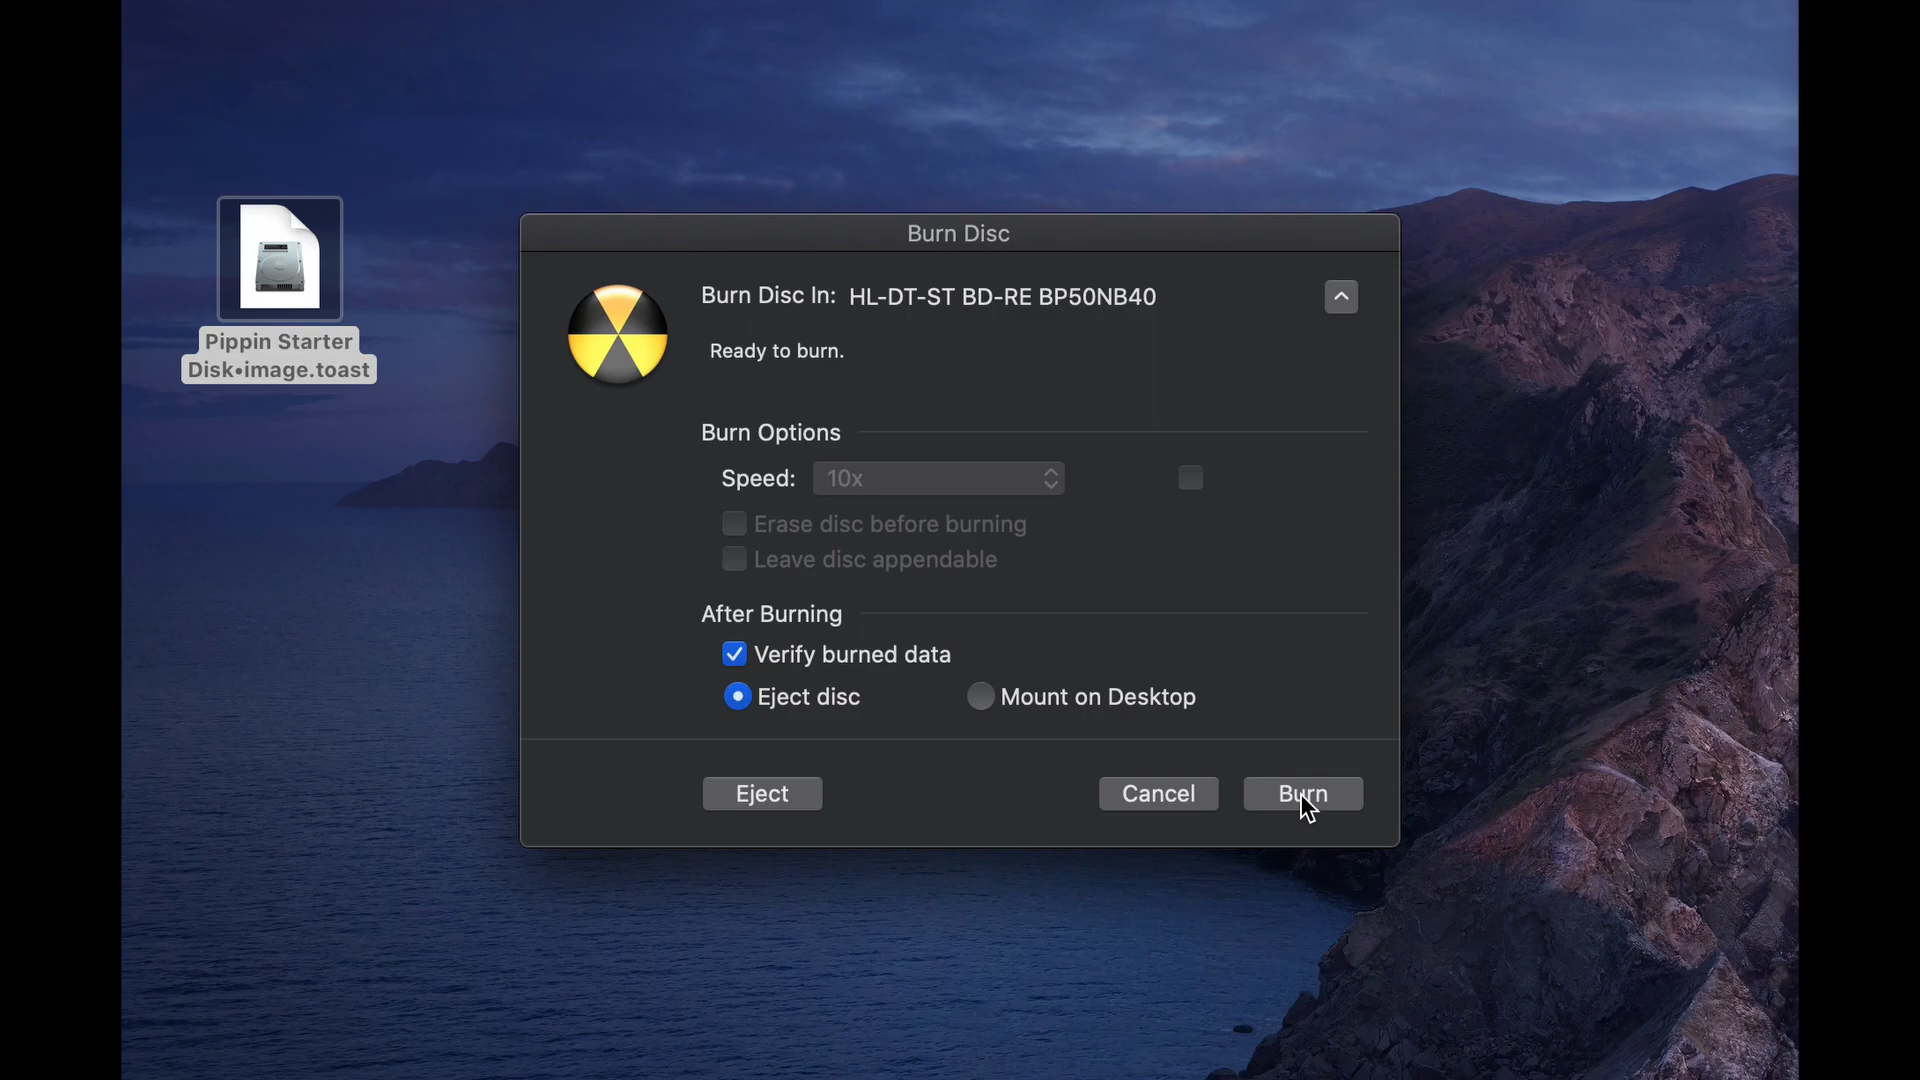 Burn Disc
Burn Disc In: HL-DT-ST BD-RE BP50NB40
Ready to burn.
Pippin Starter
Disk•image.toast
Burn Options
Speed: 10x
Erase disc before burning
Leave disc appendable
After Burning
Verify burned data
Eject disc Mount on Desktop
Eject Cancel Burn